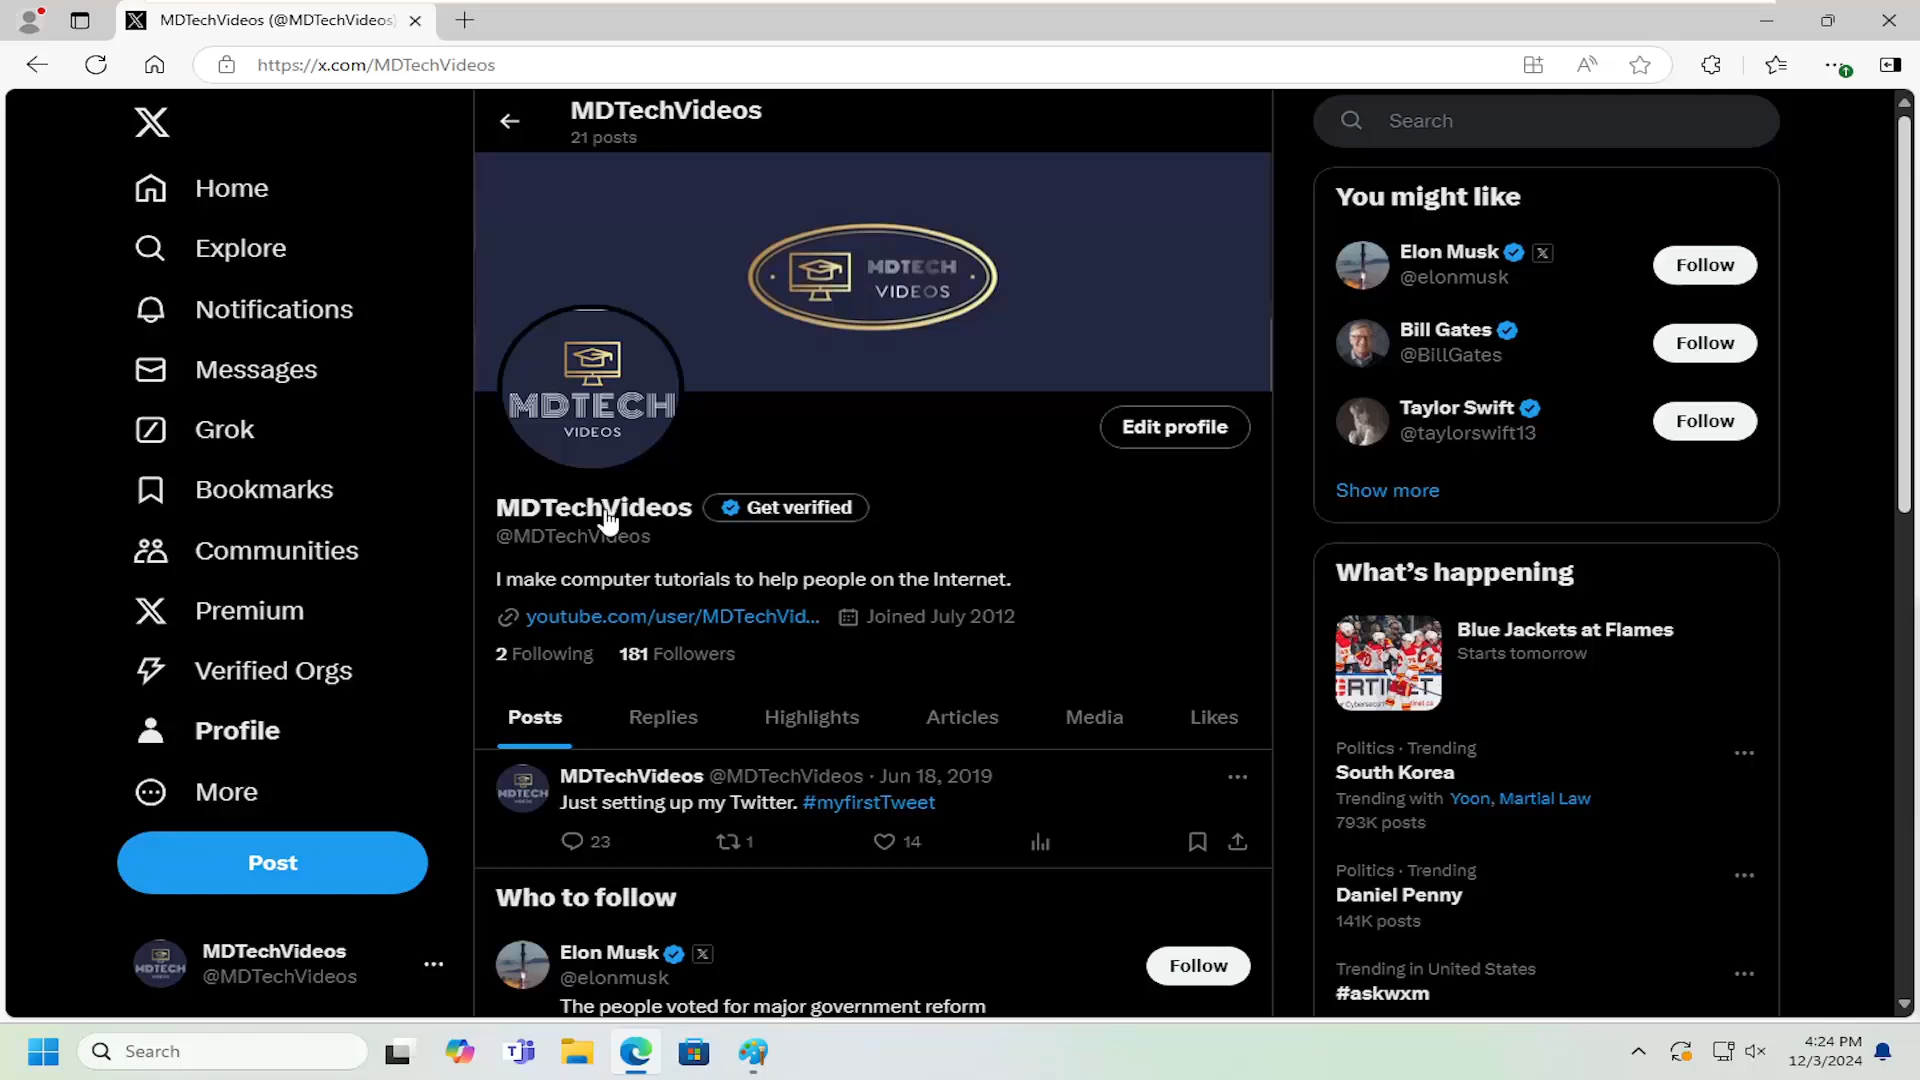 MDTechVideos (@MDTechVideos)
https://x.com/MDTechVideos
Home
Explore
Notifications
Messages
Grok
Bookmarks
Communities
Premium
Verified Orgs
Profile
More
Post
MDTechVideos
@MDTechVideos
MDTechVideos
21 posts
MDTECH
VIDEOS
MDTECH
VIDEOS
Edit profile
MDTechVideos Get verified
@MDTechVideos
I make computer tutorials to help people on the Internet.
youtube.com/user/MDTechVid... Joined July 2012
2 Following 181 Followers
Posts Replies Highlights Articles Media Likes
MDTechVideos @MDTechVideos · Jun 18, 2019
Just setting up my Twitter. #myfirstTweet
23 1 14
Who to follow
Elon Musk
@elonmusk
Follow
The people voted for major government reform
Search
You might like
Elon Musk
@elonmusk
Follow
Bill Gates
@BillGates
Follow
Taylor Swift
@taylorswift13
Follow
Show more
What's happening
Blue Jackets at Flames
Starts tomorrow
Politics · Trending
South Korea
Trending with Yoon, Martial Law
793K posts
Politics · Trending
Daniel Penny
141K posts
Trending in United States
#askwxm
Search
4:24 PM
12/3/2024